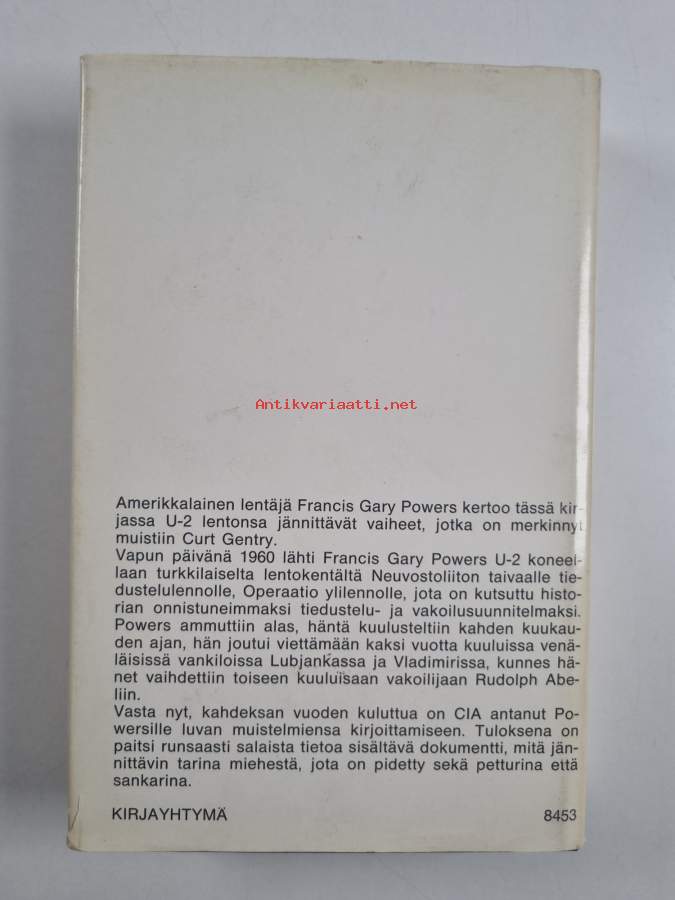 Antikvariaatti.net
Amerikkalainen lentäjä Francis Gary Powers kertoo tässä kir-
jassa U-2 lentonsa jännittävät vaiheet, jotka on merkinnyt
muistiin Curt Gentry.
Vapun päivänä 1960 lähti Francis Gary Powers U-2 koneel-
laan turkkilaiselta lentokentältä Neuvostoliiton taivaalle tie-
dustelulennolle, Operaatio ylilennolle, jota on kutsuttu histo-
rian onnistuneimmaksi tiedustelu- ja vakoilusuunnitelmaksi.
Powers ammuttiin alas, häntä kuulusteltiin kahden kuukau-
den ajan, hän joutui viettämään kaksi vuotta kuuluissa venä-
läisissä vankiloissa Lubjankassa ja Vladimirissa, kunnes hä-
net vaihdettiin toiseen kuuluisaan vakoilijaan Rudolph Abe-
liin.
Vasta nyt, kahdeksan vuoden kuluttua on CIA antanut Po-
wersille luvan muistelmiensa kirjoittamiseen. Tuloksena on
paitsi runsaasti salaista tietoa sisältävä dokumentti, mitä jän-
nittävin tarina miehestä, jota on pidetty sekä petturina että
sankarina.
KIRJAYHTYMÄ 8453